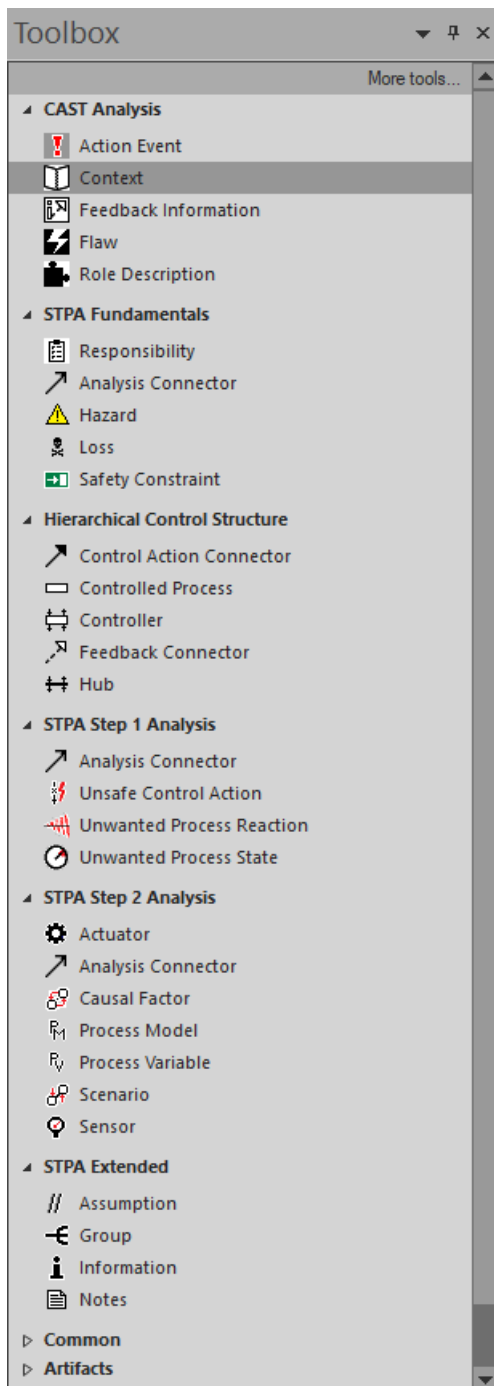 Toolbox
More tools...
CAST Analysis
Action Event
Context
Feedback Information
Flaw
Role Description
STPA Fundamentals
Responsibility
Analysis Connector
Hazard
Loss
Safety Constraint
Hierarchical Control Structure
Control Action Connector
Controlled Process
Controller
Feedback Connector
Hub
STPA Step 1 Analysis
Analysis Connector
Unsafe Control Action
Unwanted Process Reaction
Unwanted Process State
STPA Step 2 Analysis
Actuator
Analysis Connector
Causal Factor
Process Model
Process Variable
Scenario
Sensor
STPA Extended
Assumption
Group
Information
Notes
Common
Artifacts